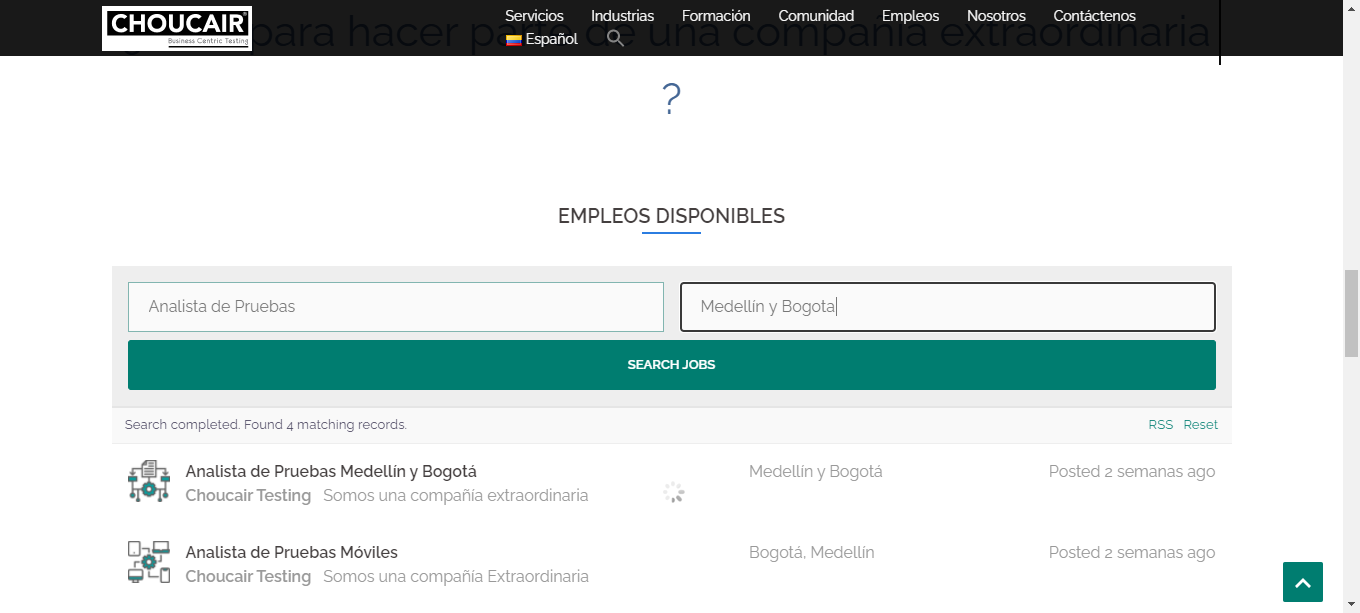 CHOUCAIR
Business Centric Testing
Servicios Industrias Formación Comunidad Empleos Nosotros Contáctenos
Español
para hacer parte de una compañía extraordinaria
?
EMPLEOS DISPONIBLES
Analista de Pruebas
Medellín y Bogota
SEARCH JOBS
Search completed. Found 4 matching records.
RSS Reset
Analista de Pruebas Medellín y Bogotá
Medellín y Bogotá
Posted 2 semanas ago
Choucair Testing Somos una compañía extraordinaria
Analista de Pruebas Móviles
Bogotá, Medellín
Posted 2 semanas ago
Choucair Testing Somos una compañía Extraordinaria